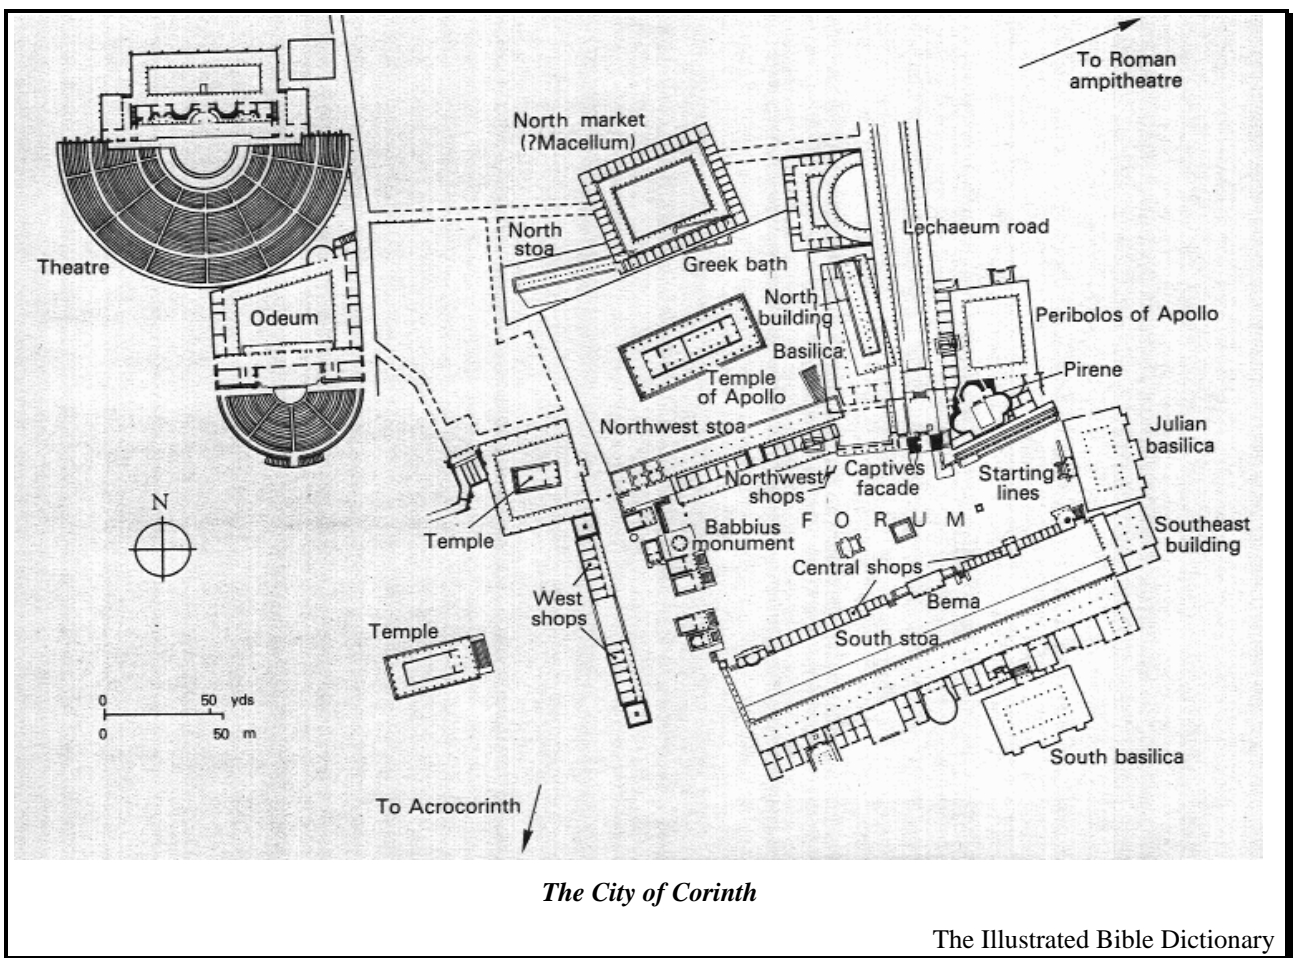 To Roman
ampitheatre
North market
(?Macellum)
Lechaeum road
North
stoa
Theatre
Greek bath
North
building
Odeum
Peribolos of Apollo
Basilica
Temple
of Apollo
Pirene
Northwest stoa
Julian
basilica
Northwest
shops
Captives
facade
Starting
lines
N
FORUM
Babbius
monument
Southeast
building
Temple
Central shops
West
shops
Bema
Temple
South stoa
0 50 yds
0 50 m
South basilica
To Acrocorinth
The City of Corinth
The Illustrated Bible Dictionary